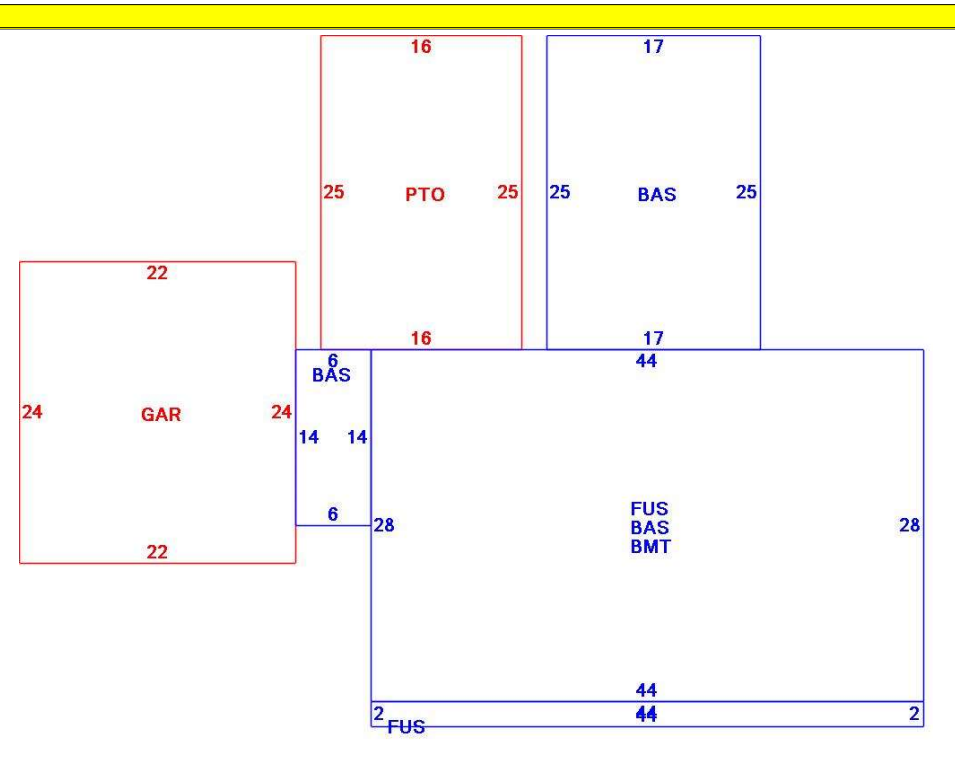 16 17
25 PTO 25 25 BAS 25
22
16 17
6 44
BAS
24 GAR 24
14 14
6
28 FUS 28
BAS
BMT
22
44
2 44 2
FUS